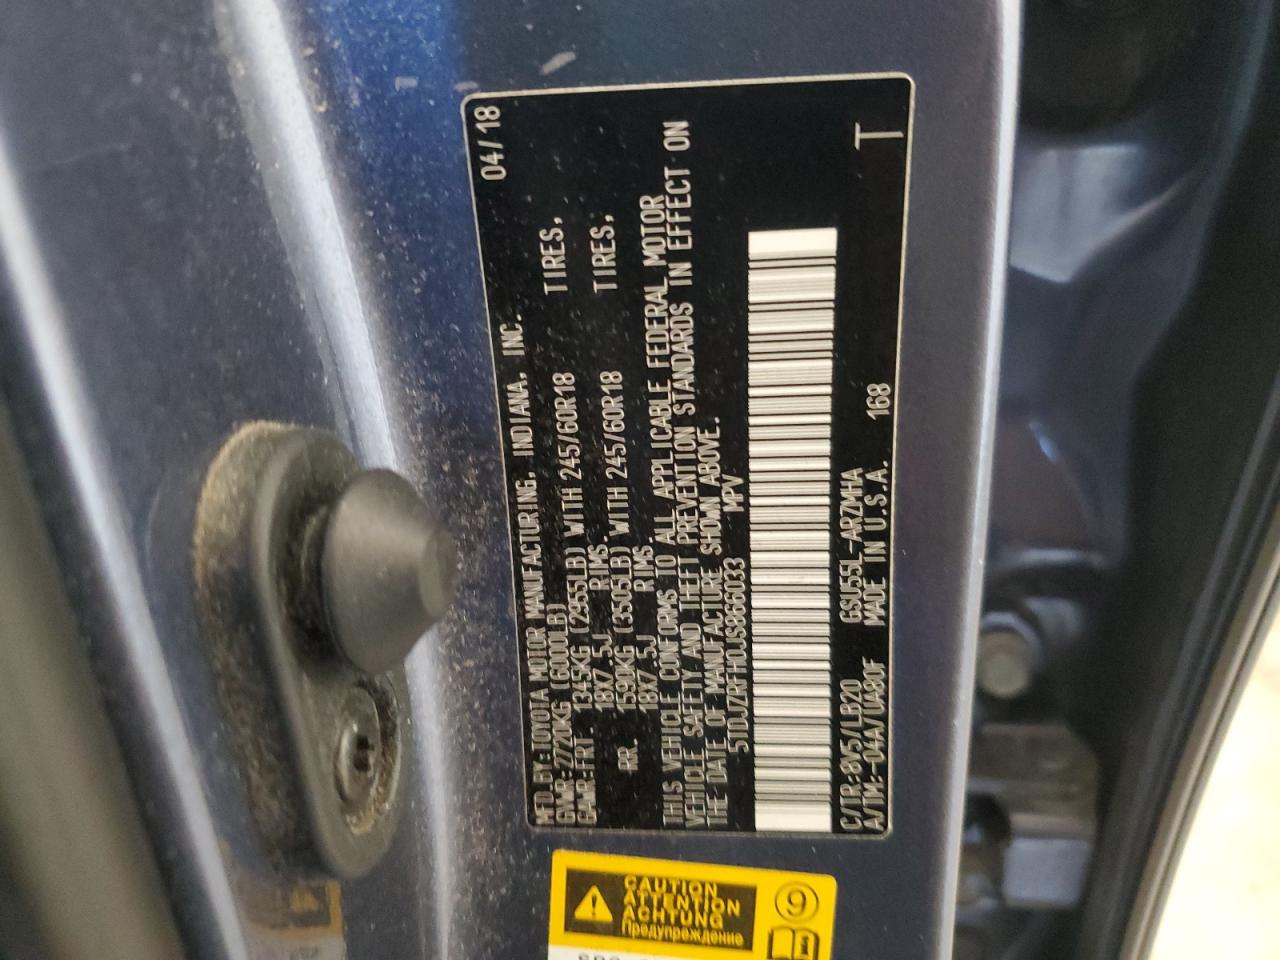 MFD BY: TOYOTA MOTOR MANUFACTURING, INDIANA, INC. 04/18
GVWR: 2720KG (6000LB)
GAWR: FRT 1345KG (2955LB) WITH 245/60R18 TIRES,
18X7.5J RIMS.
RR 1590KG (3505LB) WITH 245/60R18 TIRES,
18X7.5J RIMS.
THIS VEHICLE CONFORMS TO ALL APPLICABLE FEDERAL MOTOR
VEHICLE SAFETY AND THEFT PREVENTION STANDARDS IN EFFECT ON
THE DATE OF MANUFACTURE SHOWN ABOVE.
5TDJZRFH0JS866033 MPV
C/TR:8V5/LB20 GSU55L-ARZMHA
A/TM:-04A/UA80F MADE IN U.S.A. 168
T
CAUTION
ATTENTION
ACHTUNG
Предупреждение
9